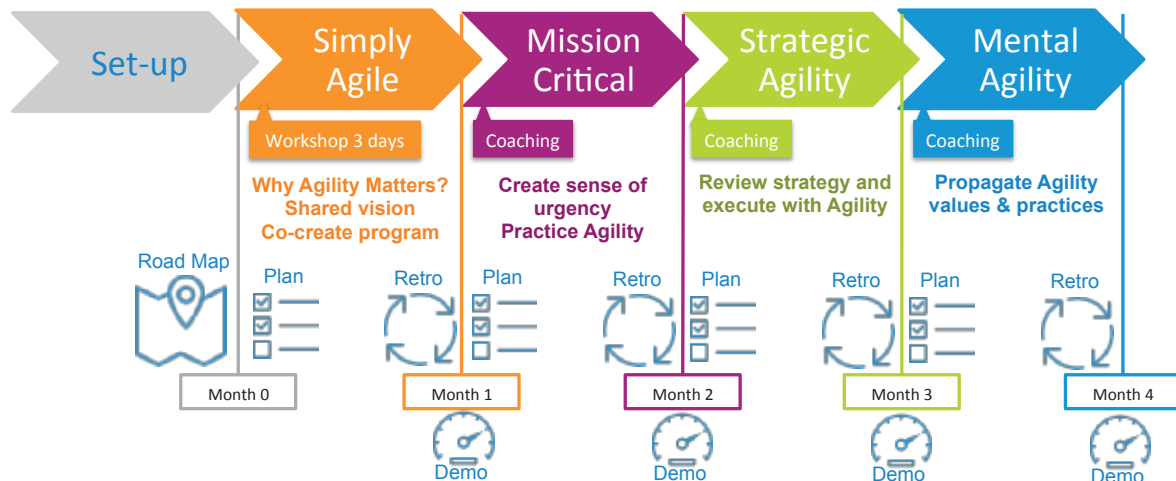 Set-up
Simply
Agile
Mission
Critical
Strategic
Agility
Mental
Agility
Workshop 3 days
Coaching
Coaching
Coaching
Why Agility Matters?
Shared vision
Co-create program
Create sense of
urgency
Practice Agility
Review strategy and
execute with Agility
Propagate Agility
values & practices
Road Map
Plan
Retro
Plan
Retro
Plan
Retro
Plan
Retro
Month 0
Month 1
Month 2
Month 3
Month 4
Demo
Demo
Demo
Demo